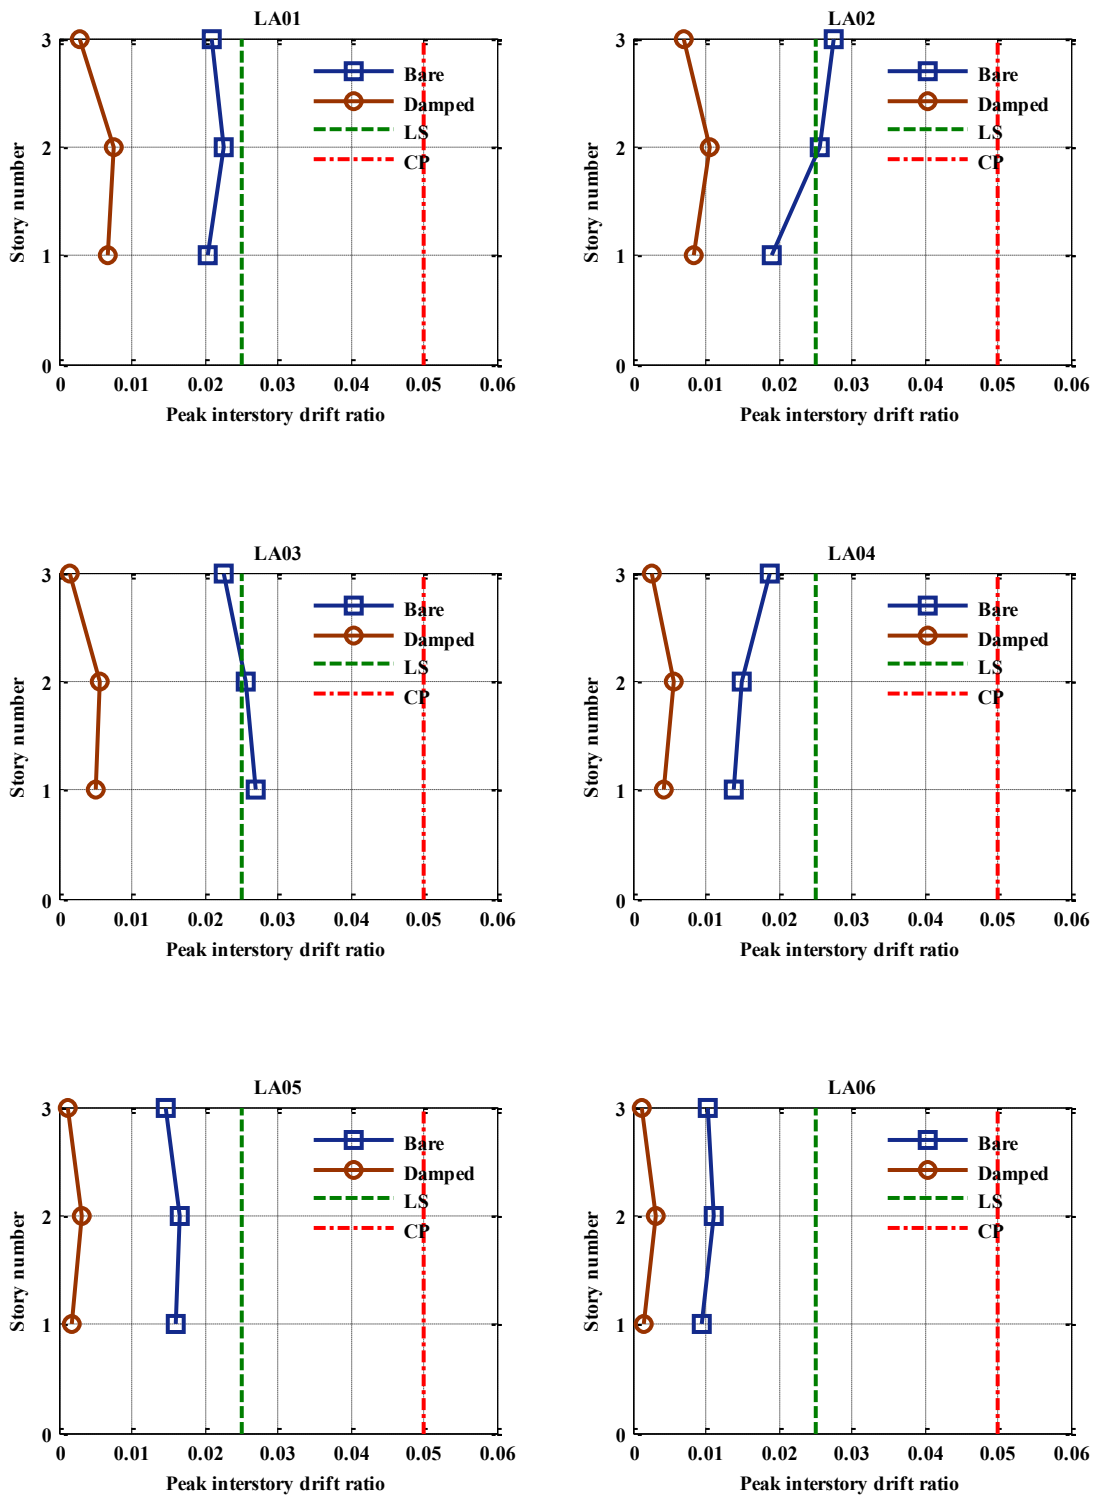 LA01
3
2
1
0
Story number
Bare
Damped
LS
CP
0 0.01 0.02 0.03 0.04 0.05 0.06
Peak interstory drift ratio
LA02
3
2
1
0
Story number
Bare
Damped
LS
CP
0 0.01 0.02 0.03 0.04 0.05 0.06
Peak interstory drift ratio
LA03
3
2
1
0
Story number
Bare
Damped
LS
CP
0 0.01 0.02 0.03 0.04 0.05 0.06
Peak interstory drift ratio
LA04
3
2
1
0
Story number
Bare
Damped
LS
CP
0 0.01 0.02 0.03 0.04 0.05 0.06
Peak interstory drift ratio
LA05
3
2
1
0
Story number
Bare
Damped
LS
CP
0 0.01 0.02 0.03 0.04 0.05 0.06
Peak interstory drift ratio
LA06
3
2
1
0
Story number
Bare
Damped
LS
CP
0 0.01 0.02 0.03 0.04 0.05 0.06
Peak interstory drift ratio